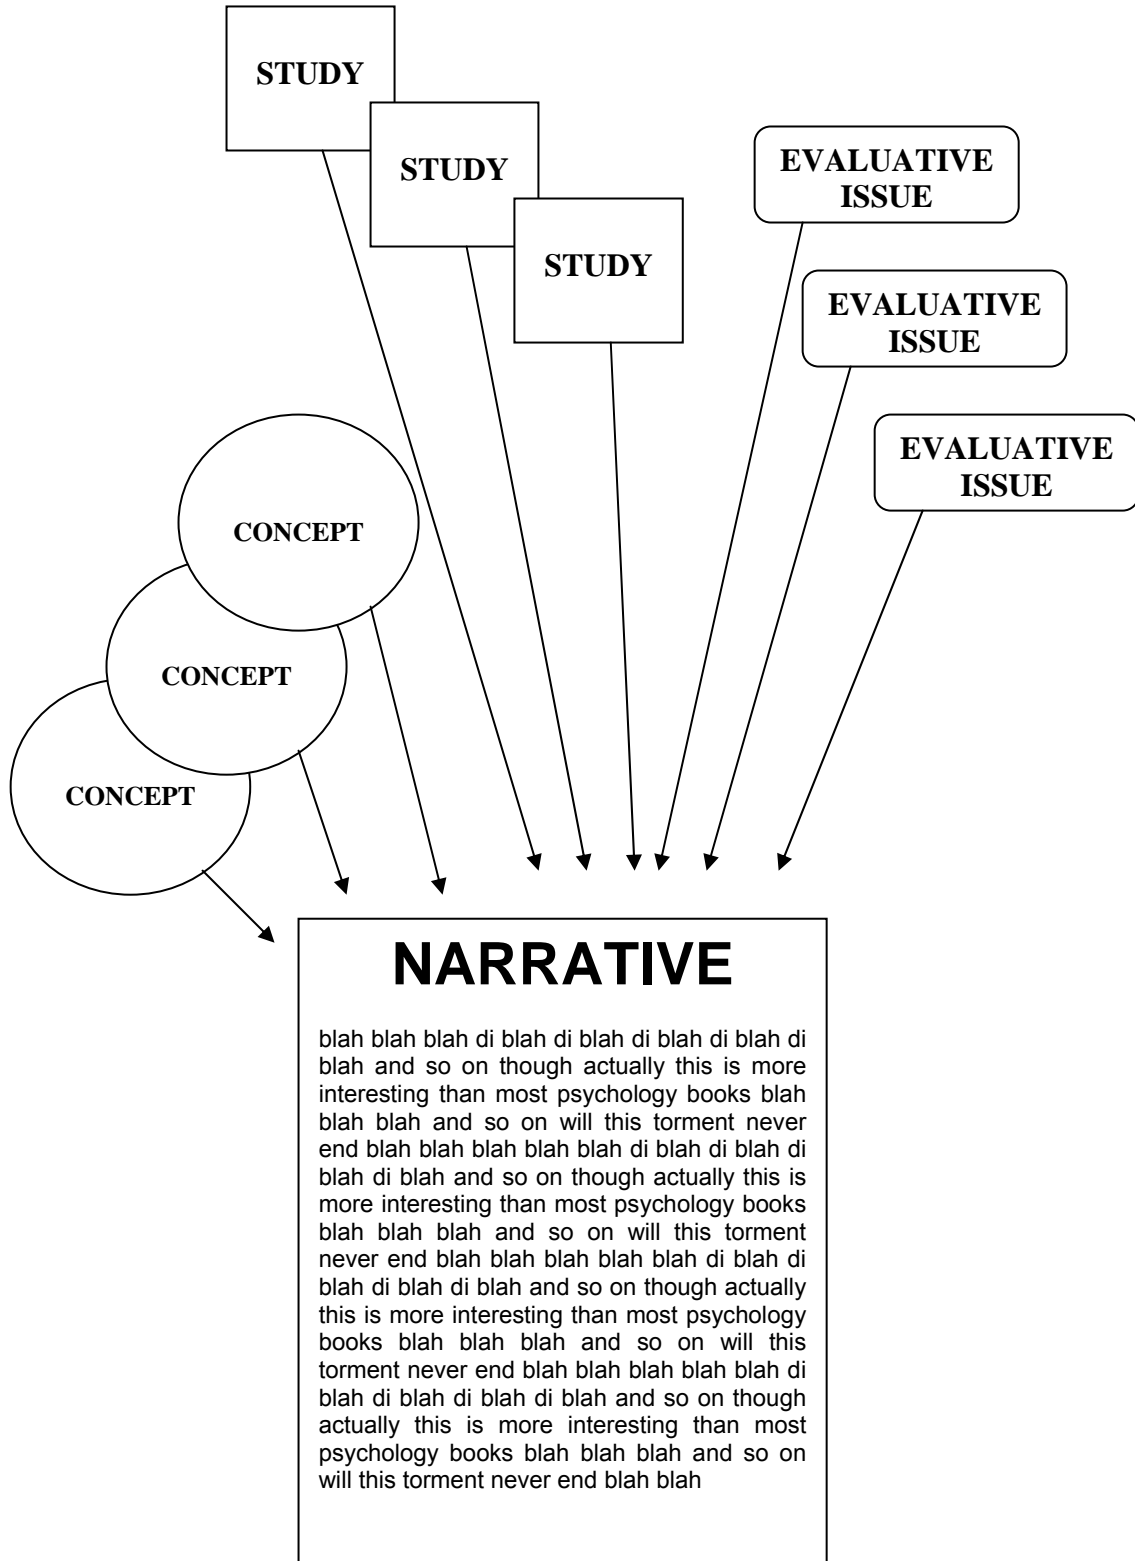 STUDY
STUDY
STUDY
EVALUATIVE
ISSUE
EVALUATIVE
ISSUE
EVALUATIVE
ISSUE
CONCEPT
CONCEPT
CONCEPT
NARRATIVE
blah blah blah di blah di blah di blah di blah di
blah and so on though actually this is more
interesting than most psychology books blah
blah blah and so on will this torment never
end blah blah blah blah blah di blah di blah di
blah di blah and so on though actually this is
more interesting than most psychology books
blah blah blah and so on will this torment
never end blah blah blah blah blah di blah di
blah di blah di blah and so on though actually
this is more interesting than most psychology
books blah blah blah and so on will this
torment never end blah blah blah blah blah di
blah di blah di blah di blah and so on though
actually this is more interesting than most
psychology books blah blah blah and so on
will this torment never end blah blah